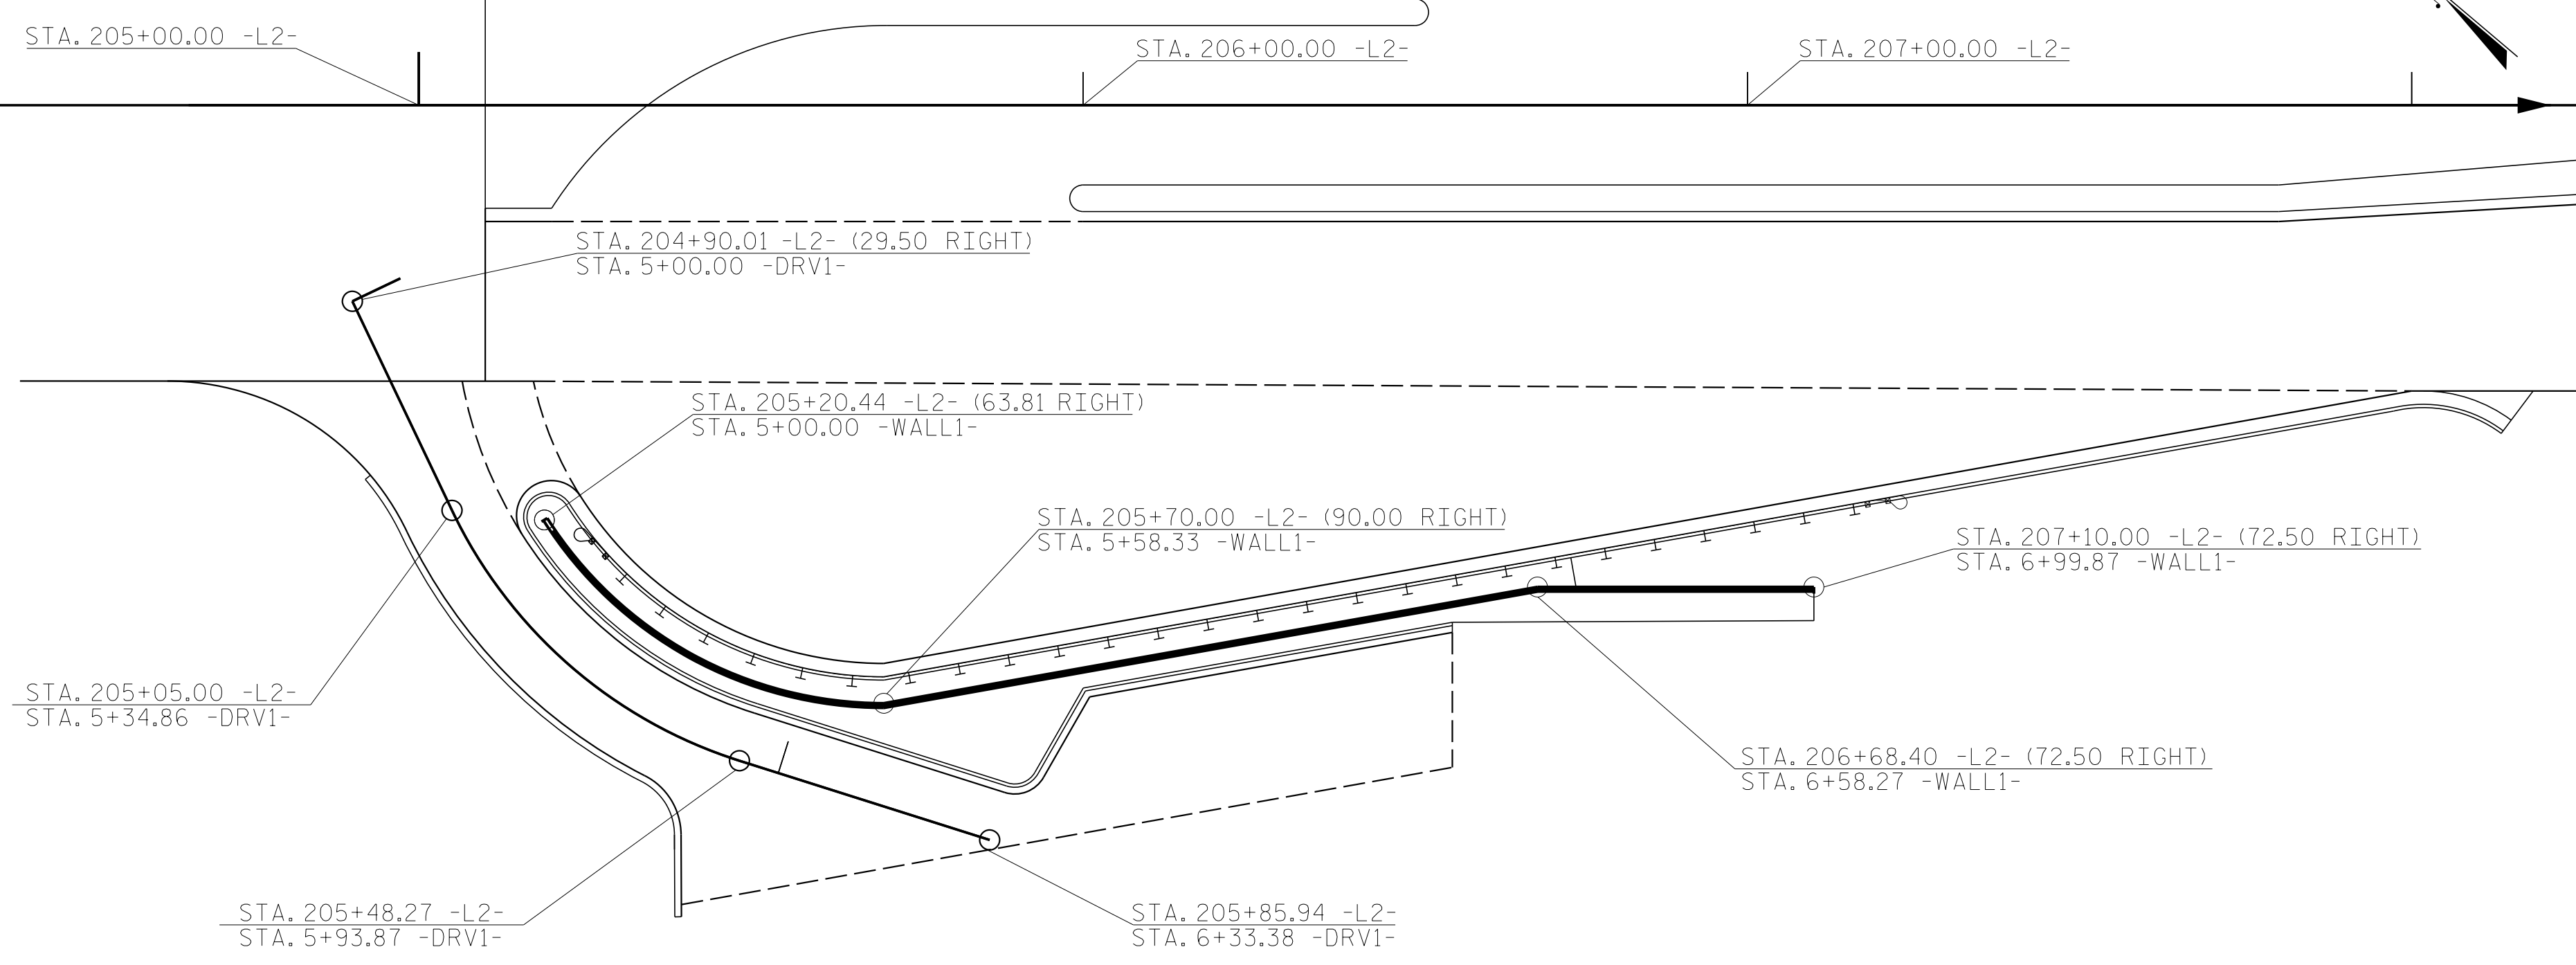 STA. 205+00.00 -L2-
STA. 206+00.00 -L2-
STA. 207+00.00 -L2-
STA. 204+90.01 -L2- (29.50 RIGHT)
STA. 5+00.00 -DRV1-
STA. 205+20.44 -L2- (63.81 RIGHT)
STA. 5+00.00 -WALL1-
STA. 205+70.00 -L2- (90.00 RIGHT)
STA. 5+58.33 -WALL1-
STA. 207+10.00 -L2- (72.50 RIGHT)
STA. 6+99.87 -WALL1-
STA. 205+05.00 -L2-
STA. 5+34.86 -DRV1-
STA. 206+68.40 -L2- (72.50 RIGHT)
STA. 6+58.27 -WALL1-
STA. 205+48.27 -L2-
STA. 5+93.87 -DRV1-
STA. 205+85.94 -L2-
STA. 6+33.38 -DRV1-